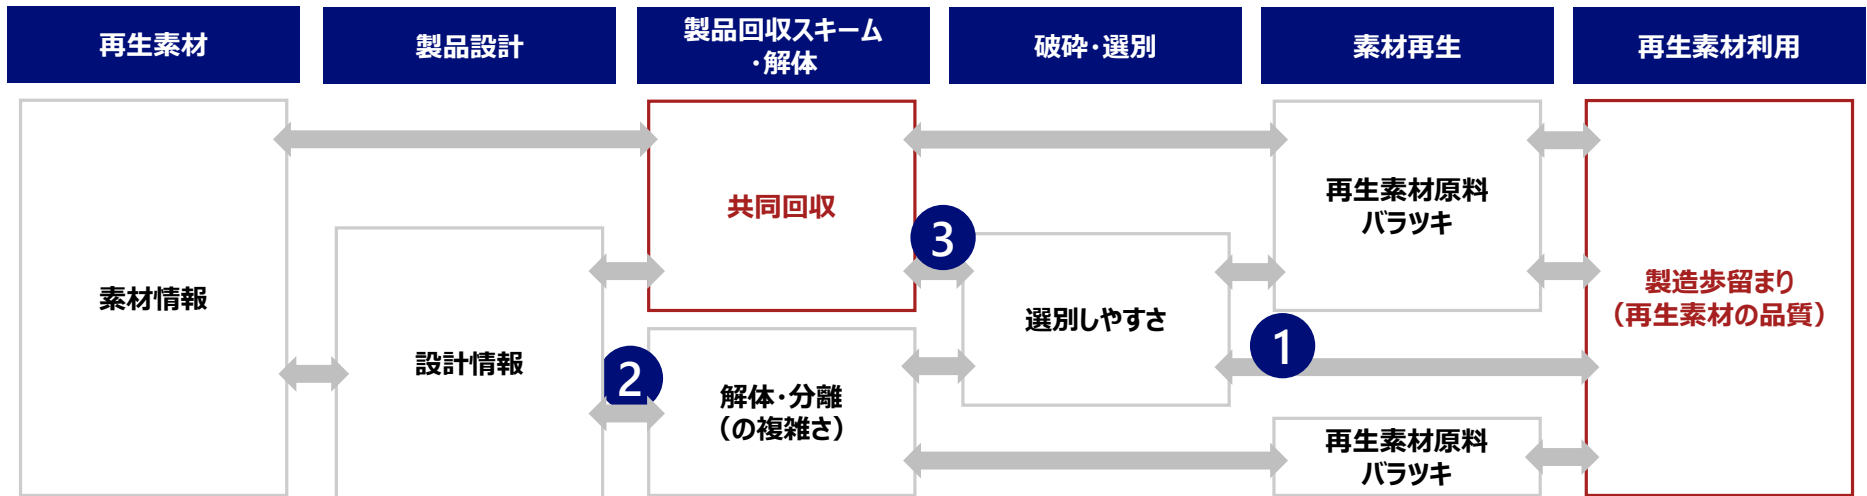 再生素材
製品設計
製品回収スキーム
・解体
破砕・選別
素材再生
再生素材利用
素材情報
設計情報
共同回収
解体・分離
（の複雑さ）
選別しやすさ
再生素材原料
バラツキ
再生素材原料
バラツキ
製造歩留まり
（再生素材の品質）
3
2
1